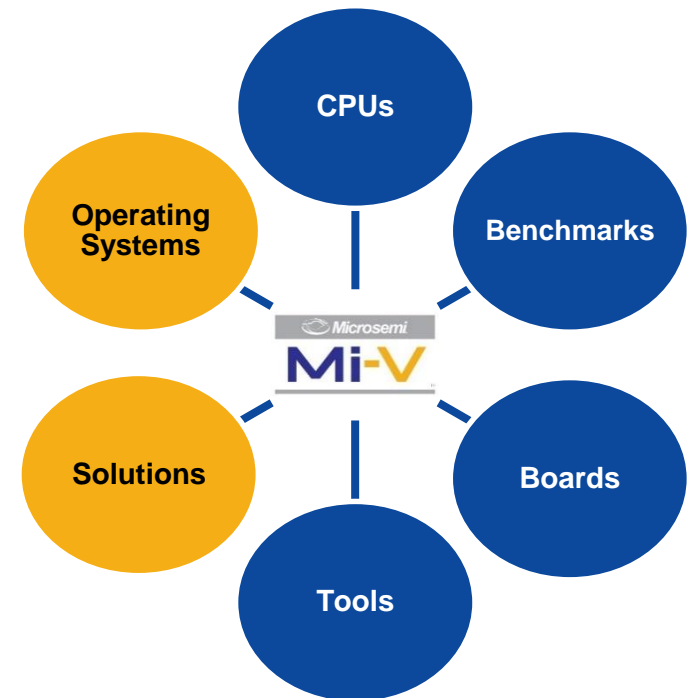 CPUs
Operating
Systems
Benchmarks
Microsemi
Mi-V
Solutions
Boards
Tools